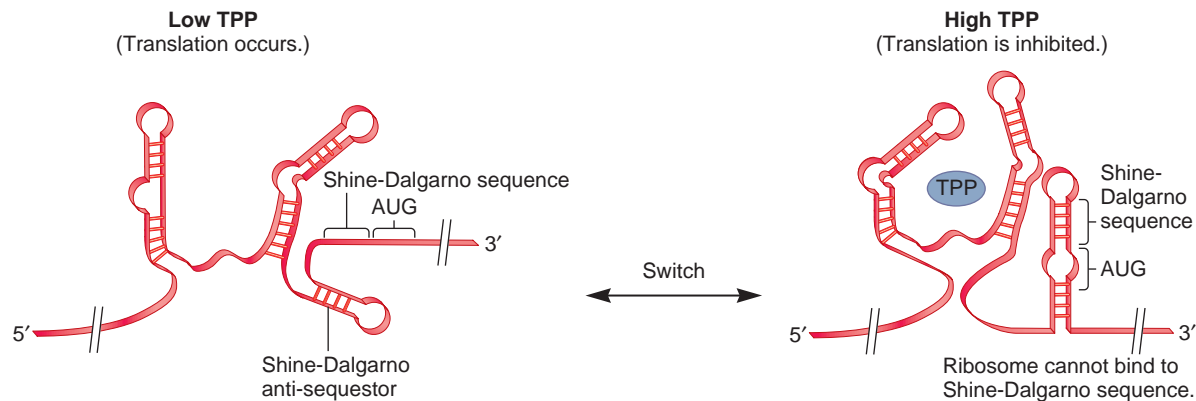 Low TPP
(Translation occurs.)
Shine-Dalgarno sequence
AUG
3′
5′
Shine-Dalgarno
anti-sequestor
Switch
High TPP
(Translation is inhibited.)
TPP
Shine-
Dalgarno
sequence
AUG
5′
3′
Ribosome cannot bind to
Shine-Dalgarno sequence.